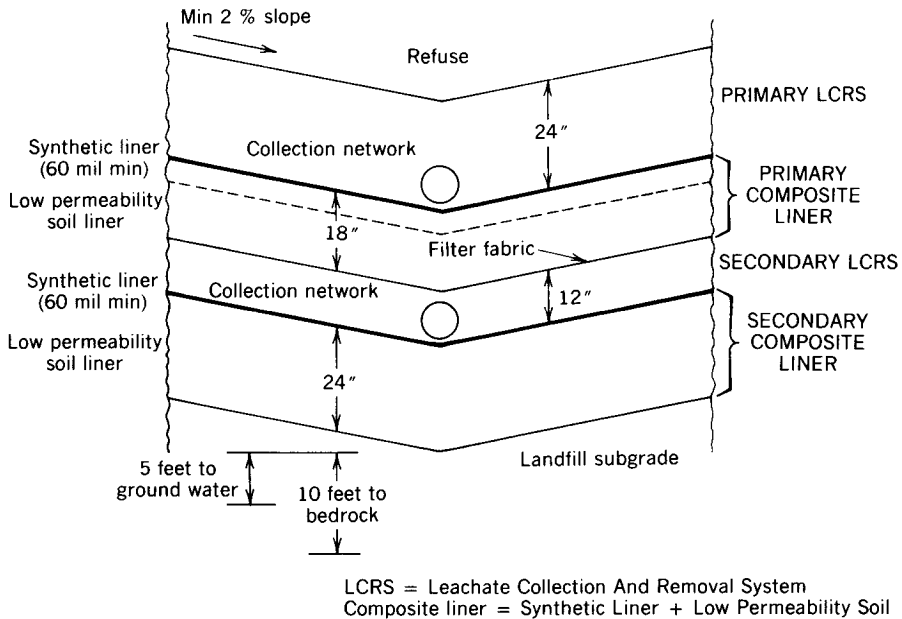 Min 2 % slope
Refuse
PRIMARY LCRS
24″
Synthetic liner
(60 mil min)
Collection network
Low permeability
soil liner
PRIMARY
COMPOSITE
LINER
18″
Filter fabric
SECONDARY LCRS
Synthetic liner
(60 mil min)
Collection network
12″
Low permeability
soil liner
SECONDARY
COMPOSITE
LINER
24″
Landfill subgrade
5 feet to
ground water
10 feet to
bedrock
LCRS = Leachate Collection And Removal System
Composite liner = Synthetic Liner + Low Permeability Soil